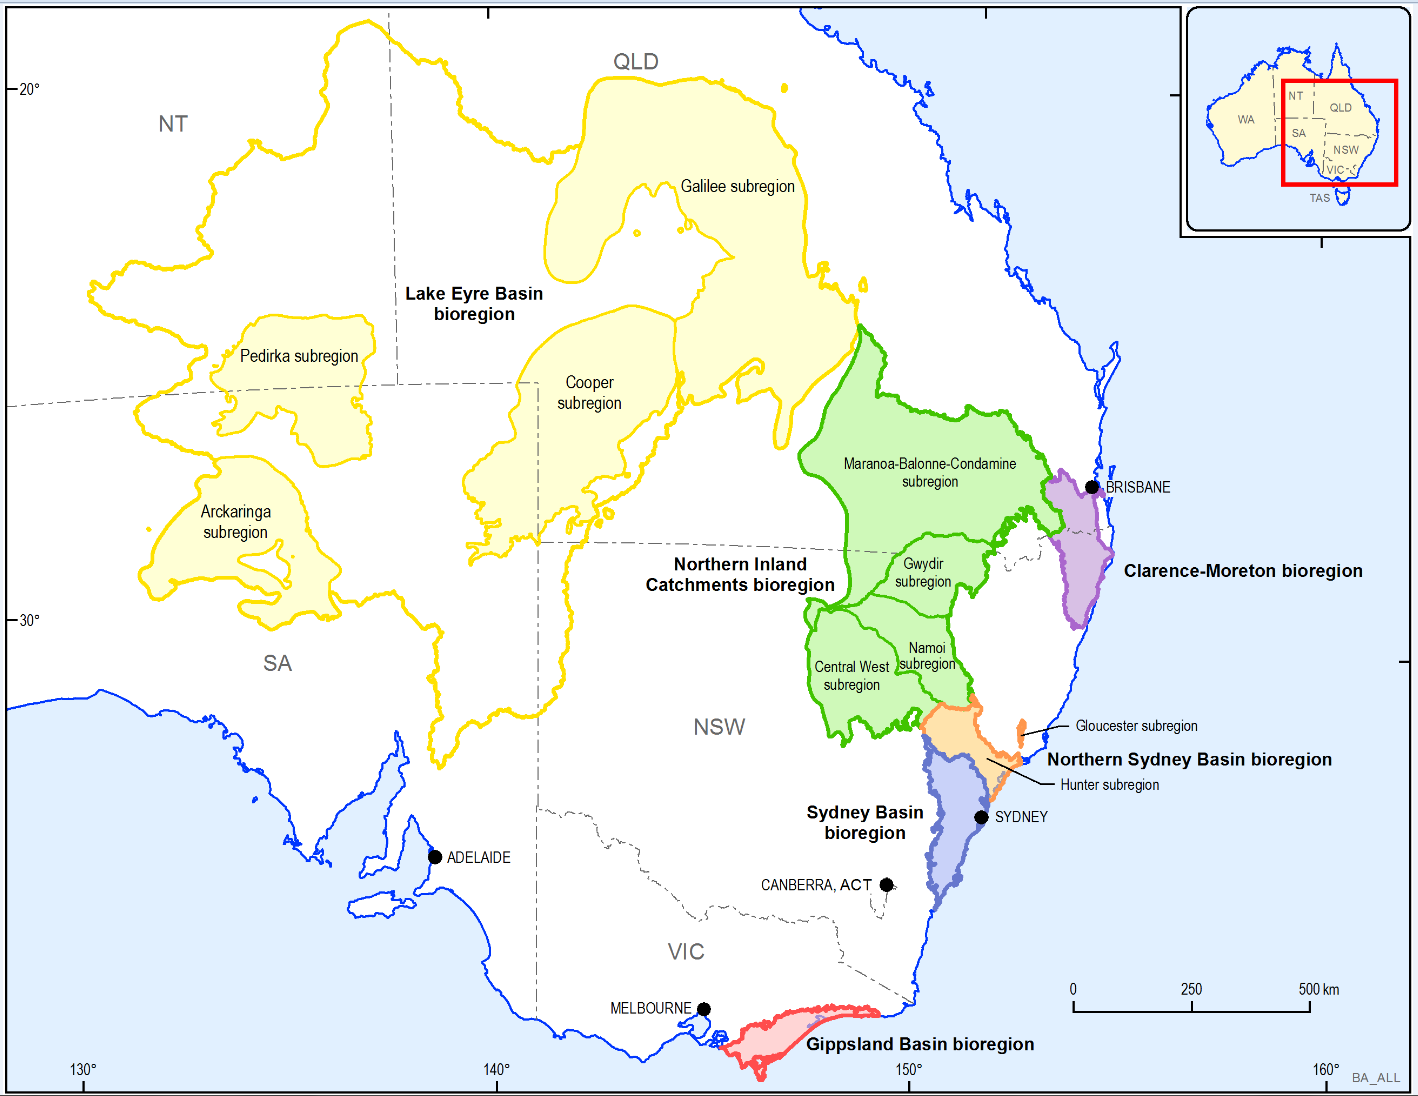 QLD
NT
20°
NT
QLD
WA
SA
NSW
VIC
TAS
Galilee subregion
Lake Eyre Basin
bioregion
Pedirka subregion
Cooper
subregion
Maranoa-Balonne-Condamine
subregion
BRISBANE
Arckaringa
subregion
Northern Inland
Catchments bioregion
Gwydir
subregion
Clarence-Moreton bioregion
30°
SA
Namoi
subregion
Central West
subregion
NSW
Gloucester subregion
Northern Sydney Basin bioregion
Hunter subregion
Sydney Basin
bioregion
SYDNEY
ADELAIDE
CANBERRA, ACT
VIC
MELBOURNE
0 250 500 km
Gippsland Basin bioregion
130° 140° 150° 160°
BA_ALL